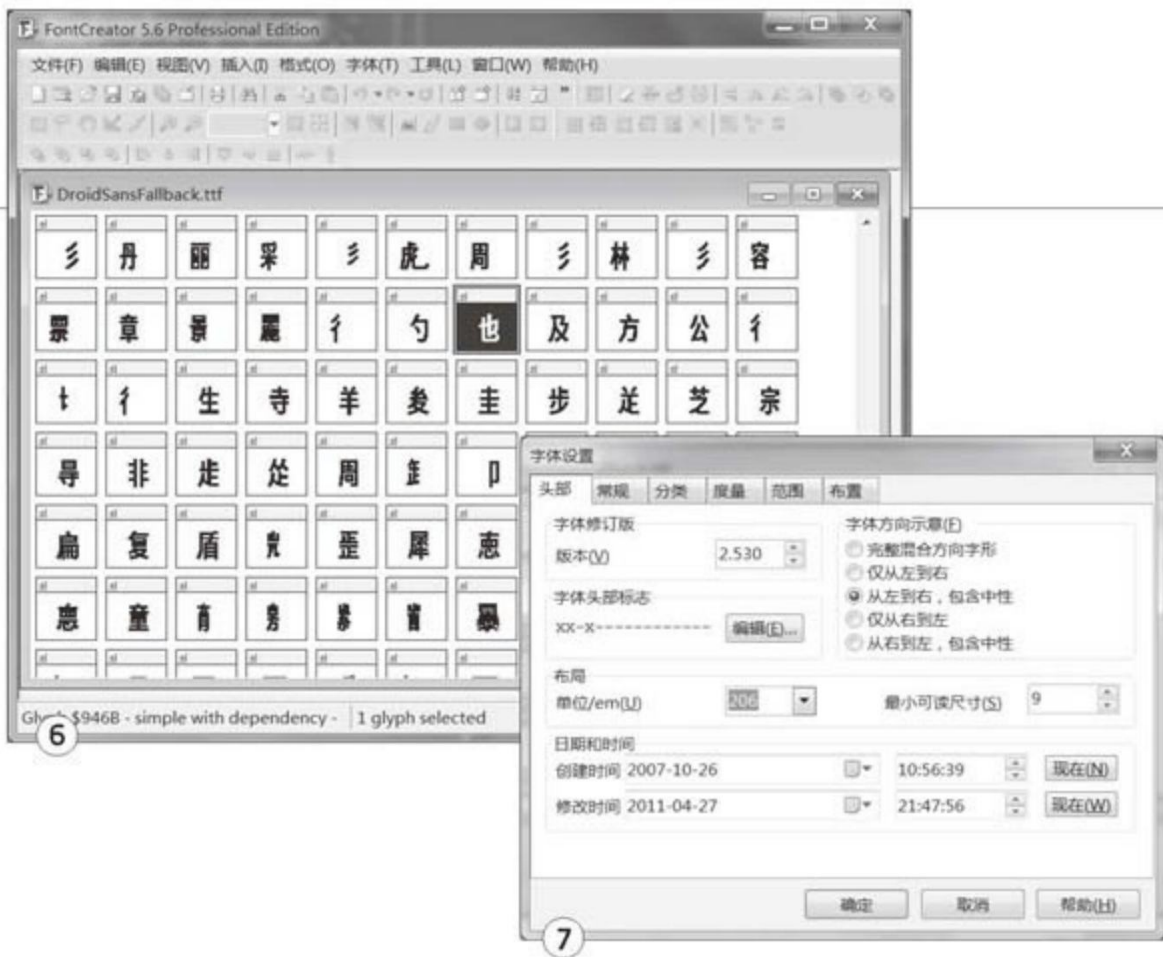 FontCreator 5.6 Professional Edition
文件(F) 编辑(E) 视图(V) 插入(I) 格式(O) 字体(T) 工具(L) 窗口(W) 帮助(H)
DroidSansFallback.ttf
彡 丹 丽 采 彡 虎 周 彡 林 彡 容
票 章 景 麗 彳 勺 也 及 方 公 彳
彳 生 寺 羊 夋 圭 步 芝 宗
非 周 卩
扁 复 盾 犀
童
Glyph $946B - simple with dependency - 1 glyph selected
6
字体设置
头部 常规 分类 度量 范围 布置
字体修订版
版本(V) 2.530
字体头部标志
xx-x------------- 编辑(E)...
字体方向示意(F)
完整混合方向字形
仅从左到右
从左到右，包含中性
仅从右到左
从右到左，包含中性
布局
单位/em(U) 206 最小可读尺寸(S) 9
日期和时间
创建时间 2007-10-26 10:56:39 现在(N)
修改时间 2011-04-27 21:47:56 现在(W)
确定 取消 帮助(H)
7